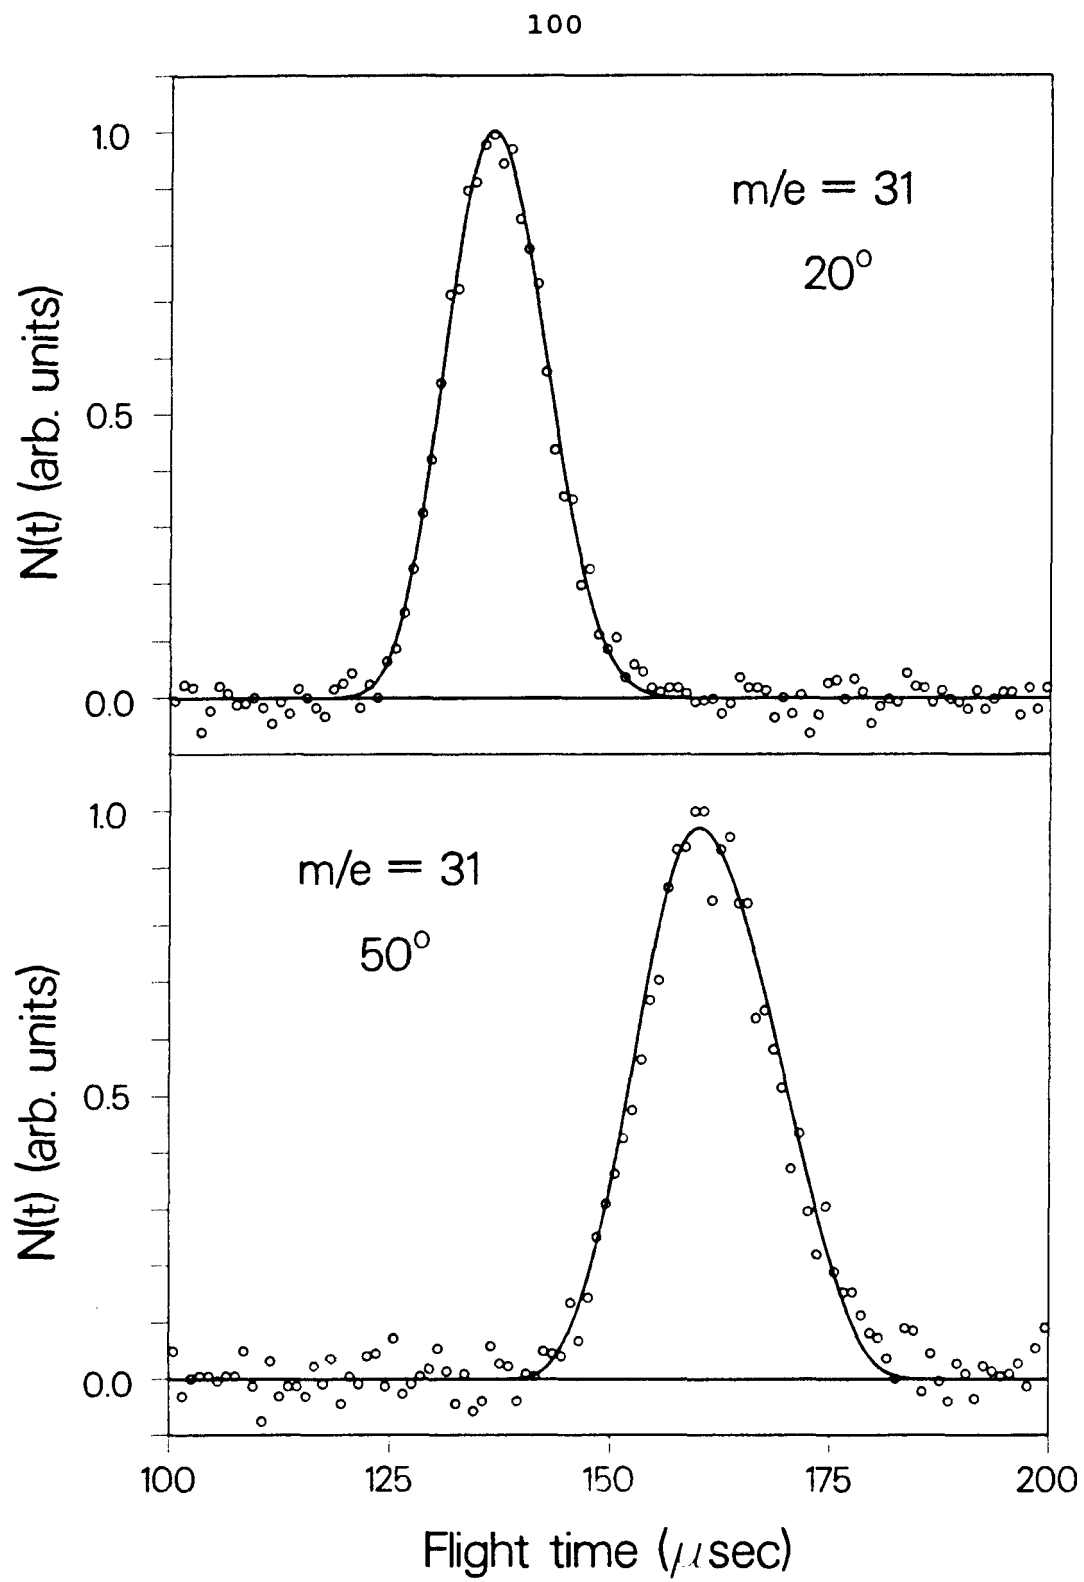 100
N(t) (arb. units)
1.0
0.5
0.0
m/e = 31
20°
N(t) (arb. units)
1.0
0.5
0.0
m/e = 31
50°
100 125 150 175 200
Flight time (μsec)